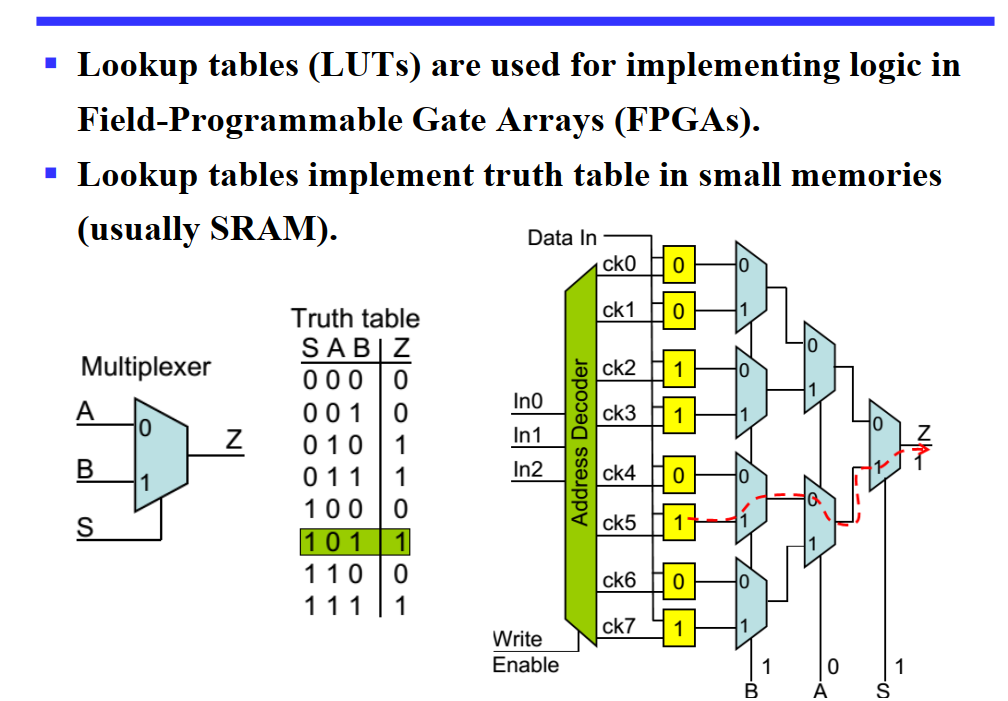 Lookup tables (LUTs) are used for implementing logic in
Field-Programmable Gate Arrays (FPGAs).
Lookup tables implement truth table in small memories
(usually SRAM).
Multiplexer
A
0
Z
B
1
S
Truth table
S A B Z
0 0 0 0
0 0 1 0
0 1 0 1
0 1 1 1
1 0 0 0
1 0 1 1
1 1 0 0
1 1 1 1
Data In
In0
In1
In2
Address Decoder
Write
Enable
ck0 0 0
ck1 0 1
ck2 1 0
ck3 1 1
ck4 0 0
ck5 1 1
ck6 0 0
ck7 1 1
0
1
0
1
0
1
Z
1
1 0 1
B A S